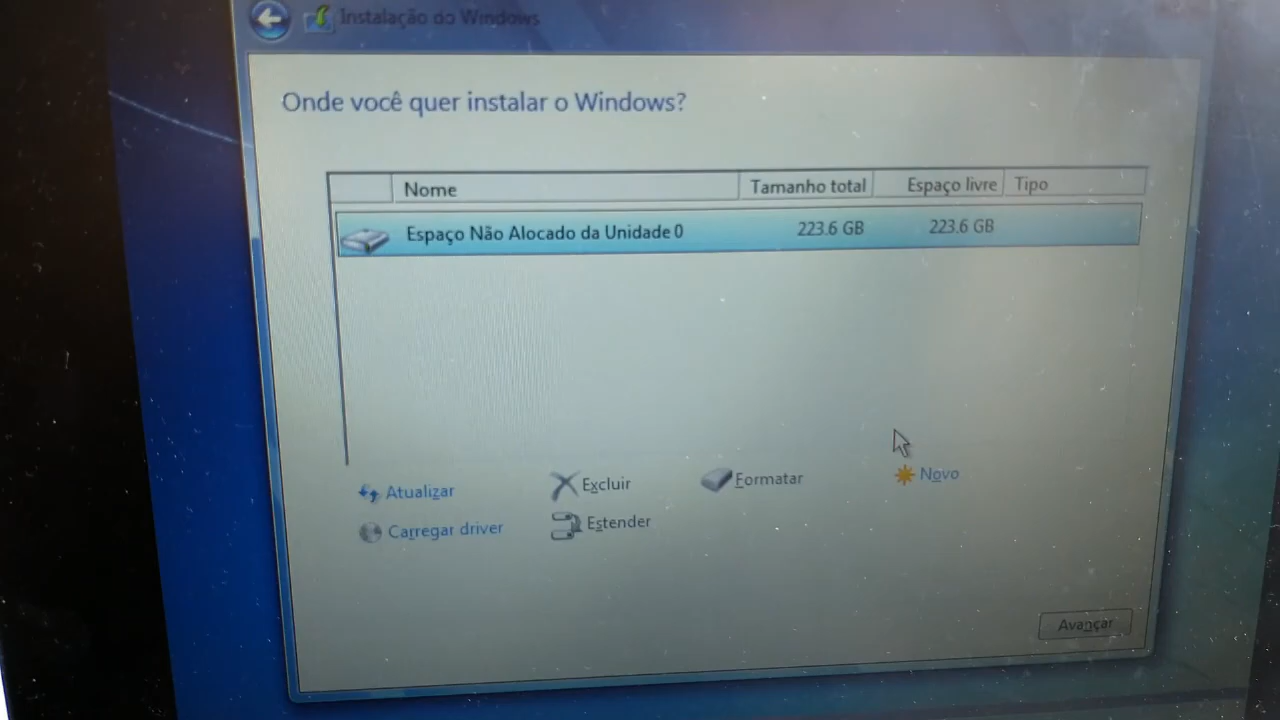 Instalação do Windows
Onde você quer instalar o Windows?
Nome Tamanho total Espaço livre Tipo
Espaço Não Alocado da Unidade 0 223.6 GB 223.6 GB
Atualizar Excluir Formatar Novo
Carregar driver Estender
Avançar